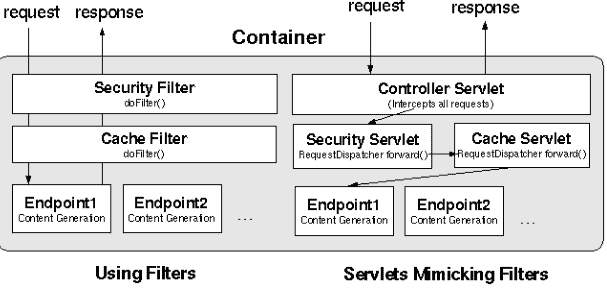 request response
request response
Container
Security Filter
doFilter()
Cache Filter
doFilter()
Endpoint1
Content Generation
Endpoint2
Content Generation
...
Using Filters
Controller Servlet
(Intercepts all requests)
Security Servlet
RequestDispatcher forward()
Cache Servlet
RequestDispatcher forward()
Endpoint1
Content Generation
Endpoint2
Content Generation
...
Servlets Mimicking Filters